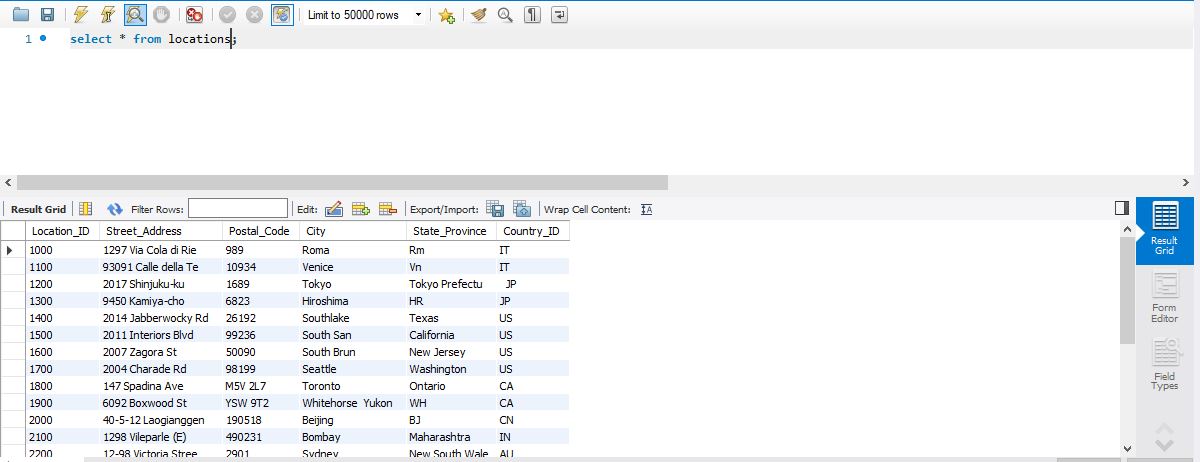 Limit to 50000 rows
1 select * from locations;
Result Grid Filter Rows: Edit: Export/Import: Wrap Cell Content: IA
Location_ID Street_Address Postal_Code City State_Province Country_ID
1000 1297 Via Cola di Rie 989 Roma Rm IT
1100 93091 Calle della Te 10934 Venice Vn IT
1200 2017 Shinjuku-ku 1689 Tokyo Tokyo Prefectu JP
1300 9450 Kamiya-cho 6823 Hiroshima HR JP
1400 2014 Jabberwocky Rd 26192 Southlake Texas US
1500 2011 Interiors Blvd 99236 South San California US
1600 2007 Zagora St 50090 South Brun New Jersey US
1700 2004 Charade Rd 98199 Seattle Washington US
1800 147 Spadina Ave M5V 2L7 Toronto Ontario CA
1900 6092 Boxwood St YSW 9T2 Whitehorse Yukon WH CA
2000 40-5-12 Laogianggen 190518 Beijing BJ CN
2100 1298 Vileparle (E) 490231 Bombay Maharashtra IN
2200 12-98 Victoria Stree 2901 Sydney New South Wale AU
Result
Grid
Form
Editor
Field
Types